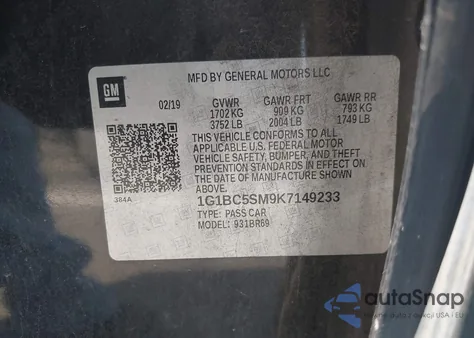 MFD BY GENERAL MOTORS LLC
GM
02/19 GVWR GAWR FRT GAWR RR
1702 KG 909 KG 793 KG
3752 LB 2004 LB 1749 LB
THIS VEHICLE CONFORMS TO ALL
APPLICABLE U.S. FEDERAL MOTOR
VEHICLE SAFETY, BUMPER, AND THEFT
PREVENTION STANDARDS IN EFFECT ON
THE DATE OF MANUFACTURE SHOWN
ABOVE.
1G1BC5SM9K7149233
384A
TYPE: PASS CAR
MODEL: 931BR69
autoSnap